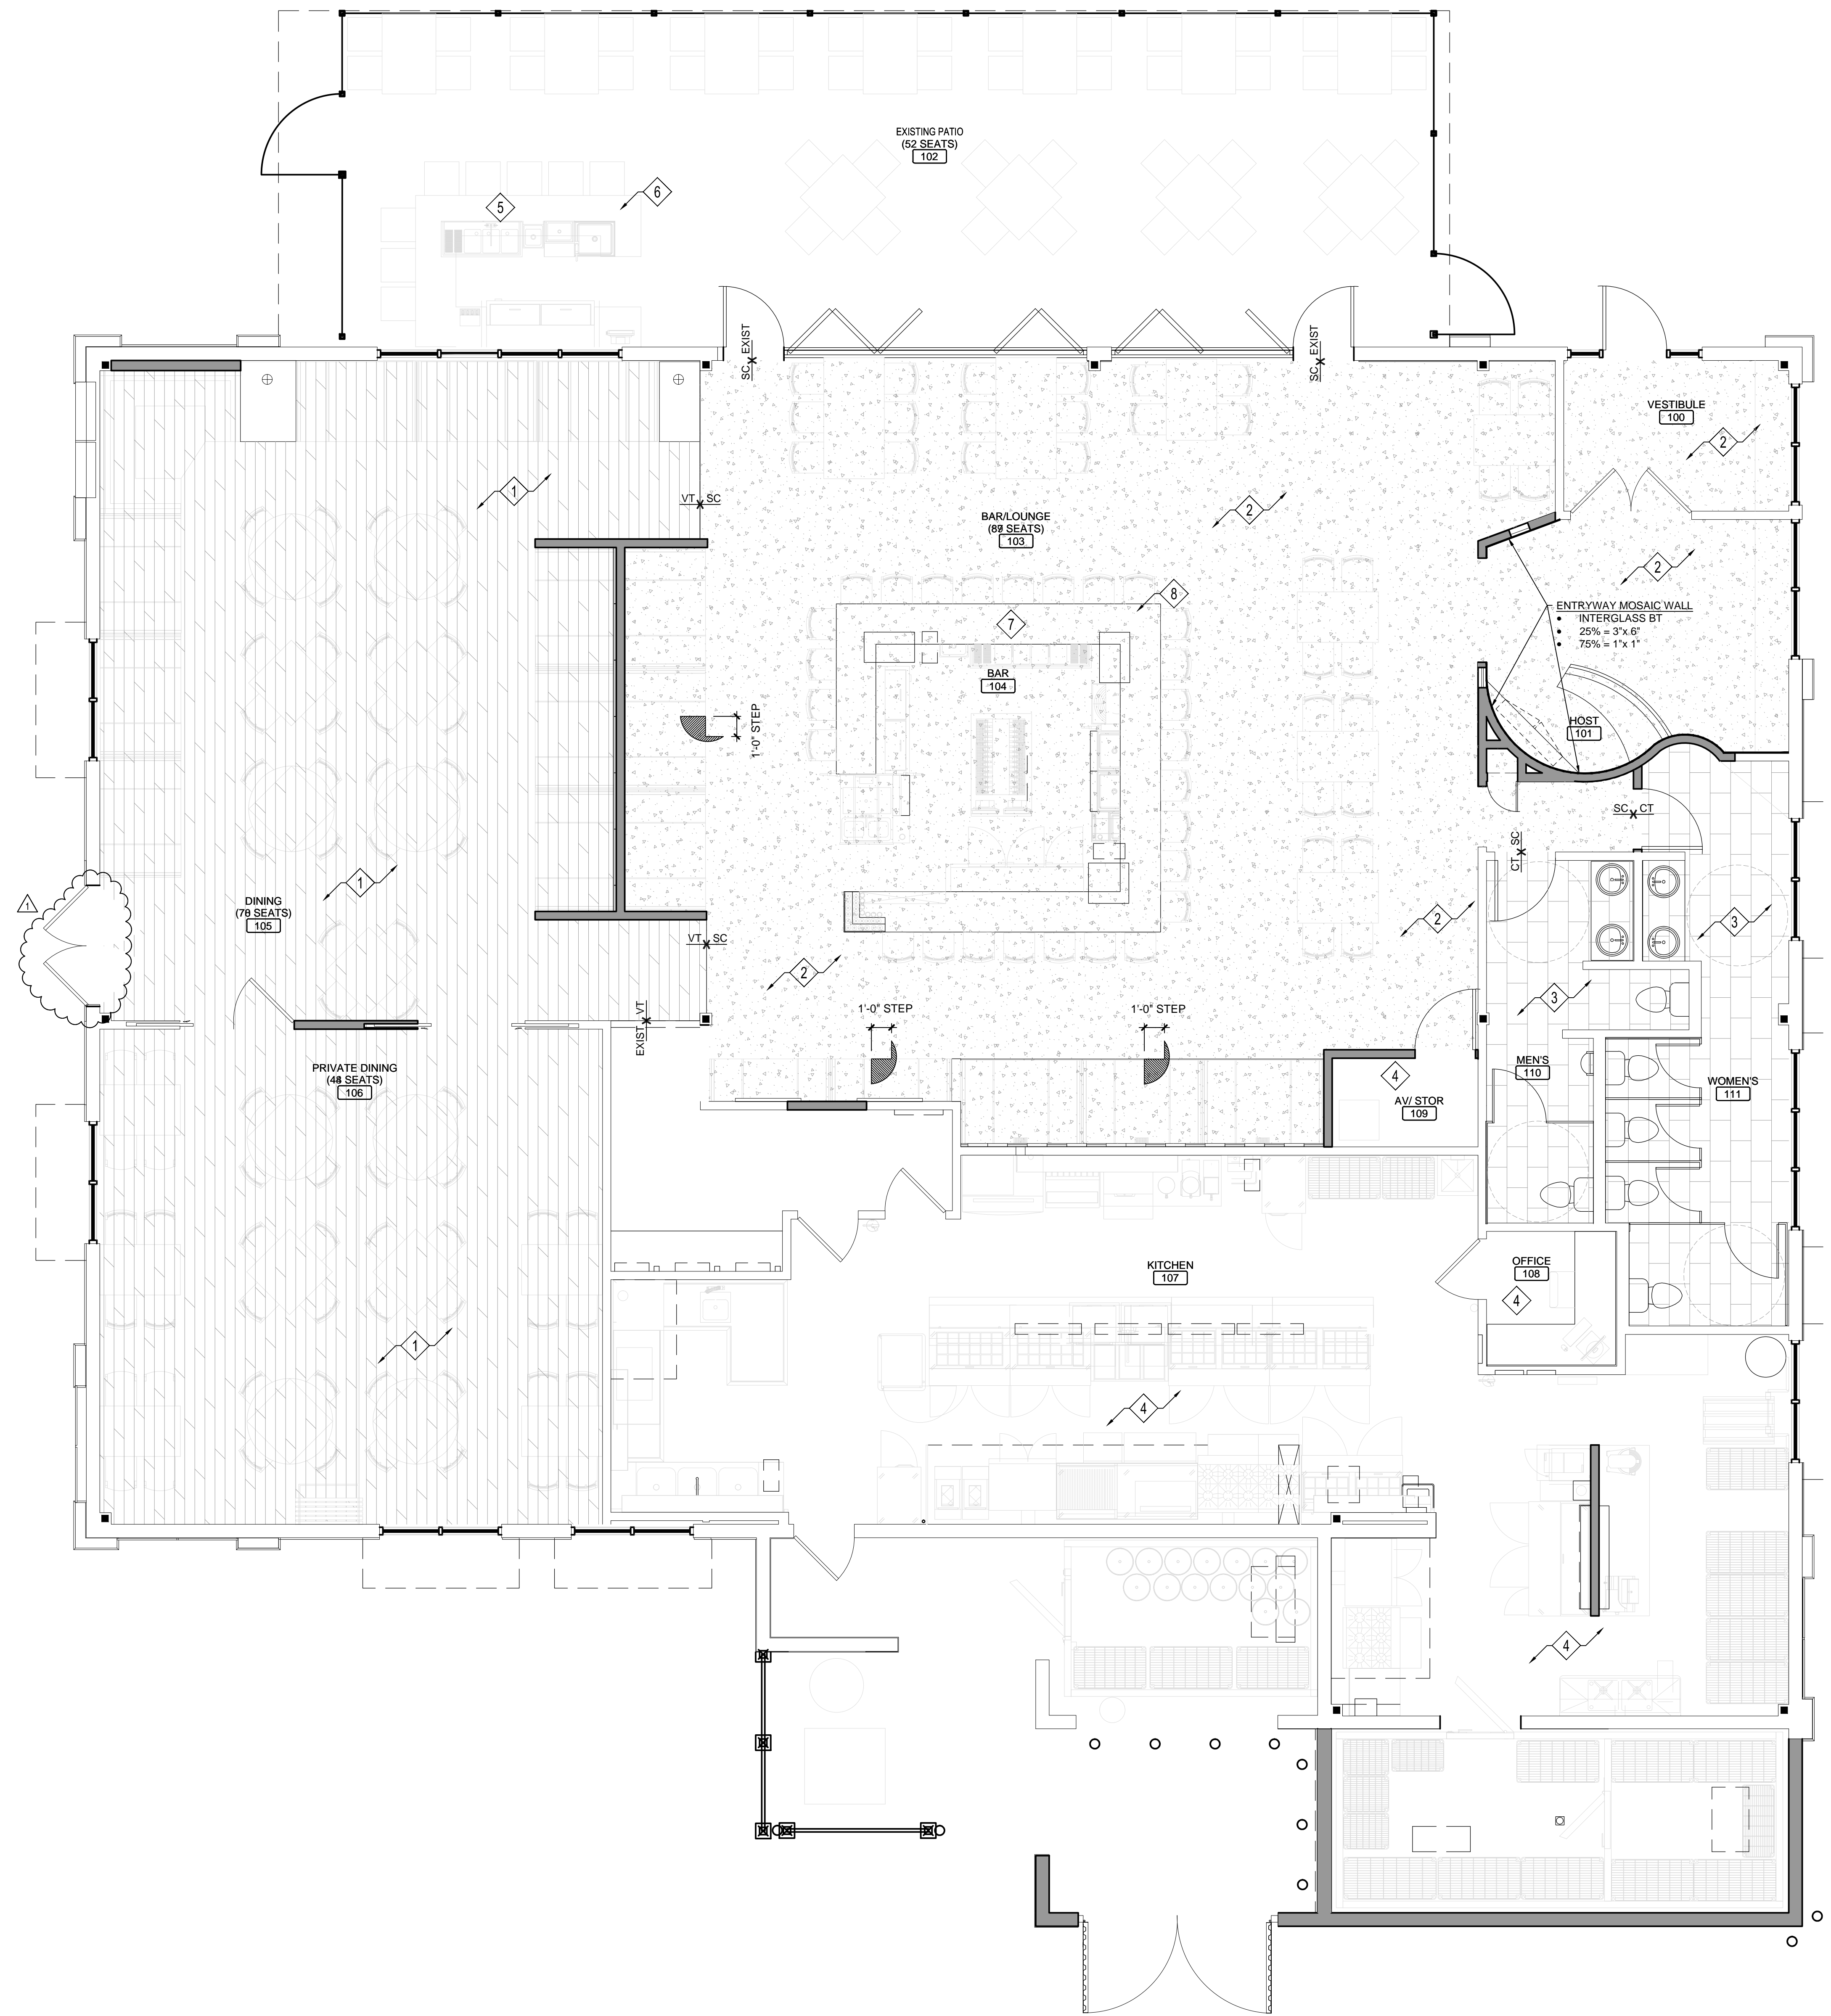 EXISTING PATIO
(52 SEATS)
102
5
6
SC
EXIST
SC
EXIST
VESTIBULE
100
2
1
VT
SC
BAR/LOUNGE
2
103
2
ENTRYWAY MOSAIC WALL
• INTERGLASS BT
• 25% = 3"x 6"
• 75% = 1"x 1"
8
7
BAR
104
1'-0" STEP
HOST
101
SC
CT
CT
SC
1
DINING
105
1
2
3
VT
SC
2
3
EXIST
VT
1'-0" STEP
1'-0" STEP
PRIVATE DINING
106
4
AV/ STOR
109
MEN'S
110
WOMEN'S
111
KITCHEN
107
OFFICE
108
4
1
4
4